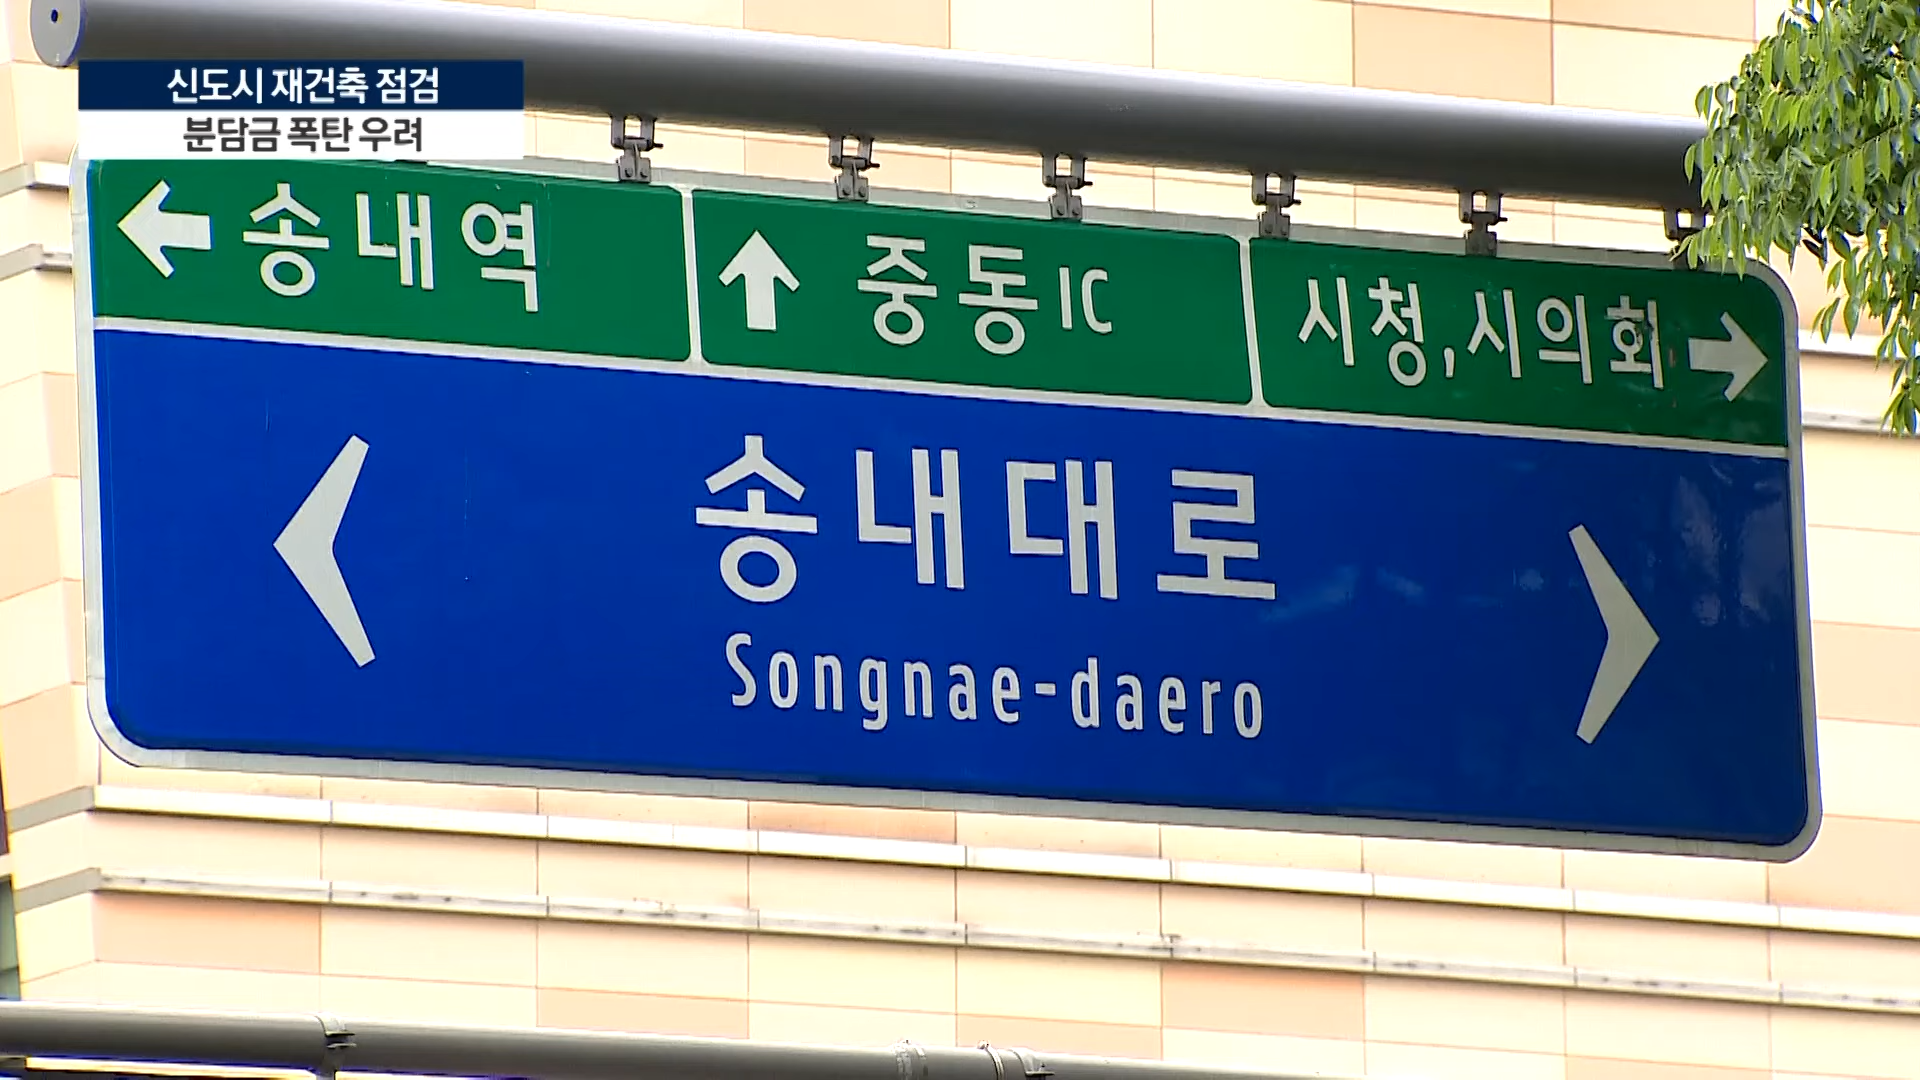 신도시 재건축 점검
분담금 폭탄 우려
송내역
중동IC
시청,시의회
송내대로
Songnae-daero